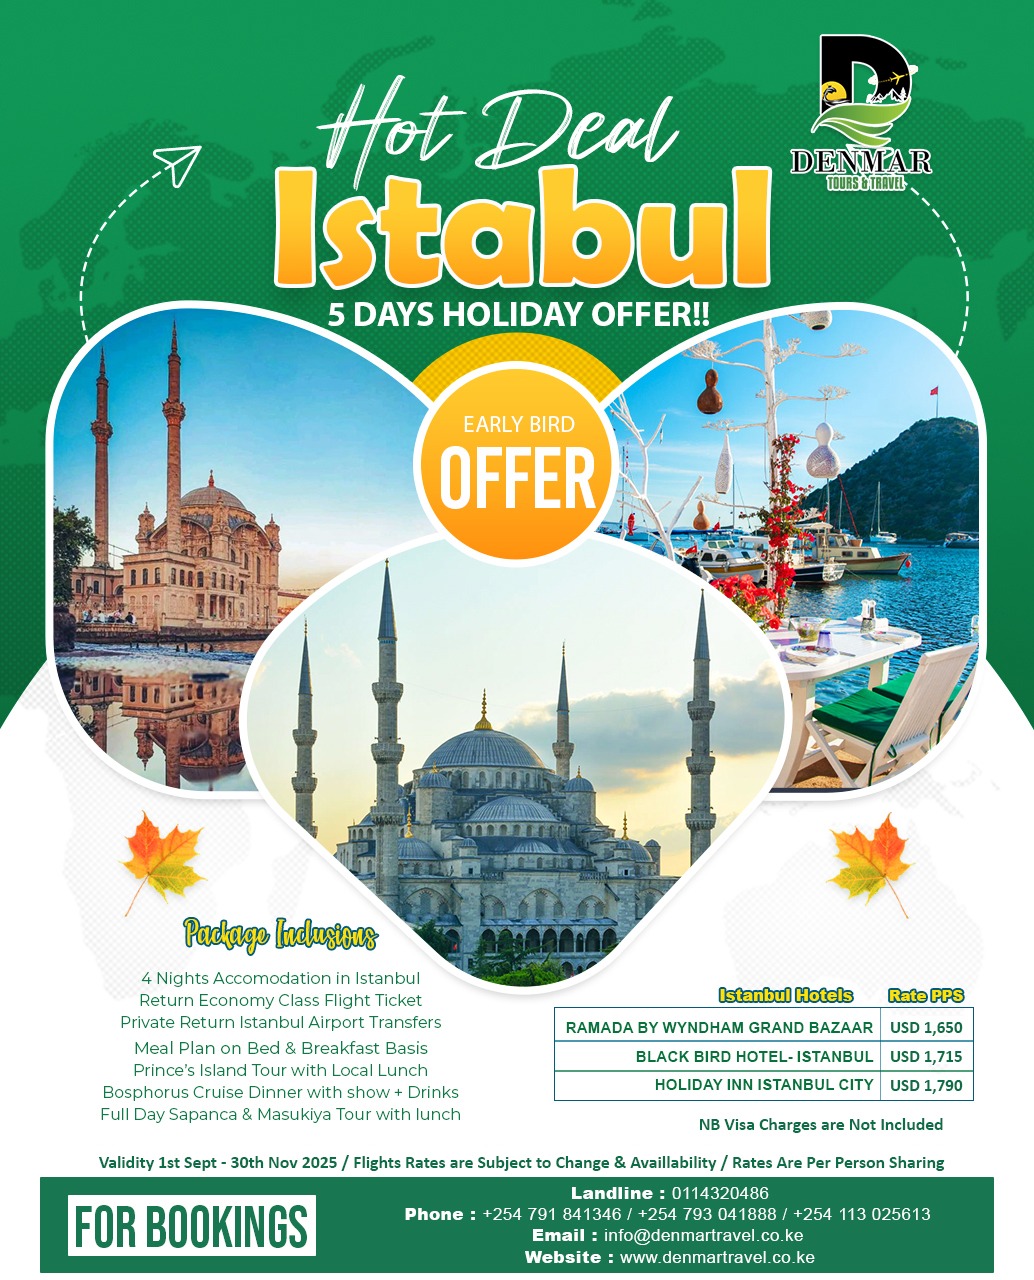 DENMAR
TOURS & TRAVEL
Hot Deal
Istabul
5 DAYS HOLIDAY OFFER!!
EARLY BIRD
OFFER
Package Inclusions
4 Nights Accomodation in Istanbul
Return Economy Class Flight Ticket
Private Return Istanbul Airport Transfers
Meal Plan on Bed & Breakfast Basis
Prince's Island Tour with Local Lunch
Bosphorus Cruise Dinner with show + Drinks
Full Day Sapanca & Masukiya Tour with lunch
Istanbul Hotels Rate PPS
RAMADA BY WYNDHAM GRAND BAZAAR USD 1,650
BLACK BIRD HOTEL- ISTANBUL USD 1,715
HOLIDAY INN ISTANBUL CITY USD 1,790
NB Visa Charges are Not Included
Validity 1st Sept - 30th Nov 2025 / Flights Rates are Subject to Change & Availlability / Rates Are Per Person Sharing
FOR BOOKINGS
Landline : 0114320486
Phone : +254 791 841346 / +254 793 041888 / +254 113 025613
Email : info@denmartravel.co.ke
Website : www.denmartravel.co.ke